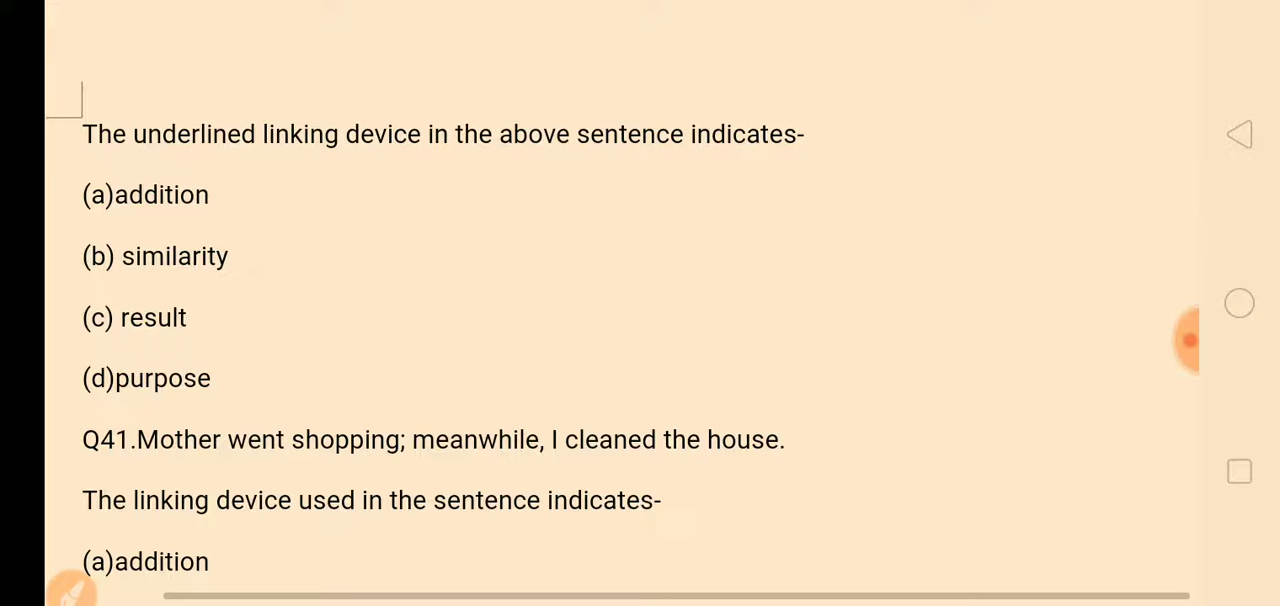 The underlined linking device in the above sentence indicates-
(a)addition
(b) similarity
(c) result
(d)purpose
Q41.Mother went shopping; meanwhile, I cleaned the house.
The linking device used in the sentence indicates-
(a)addition